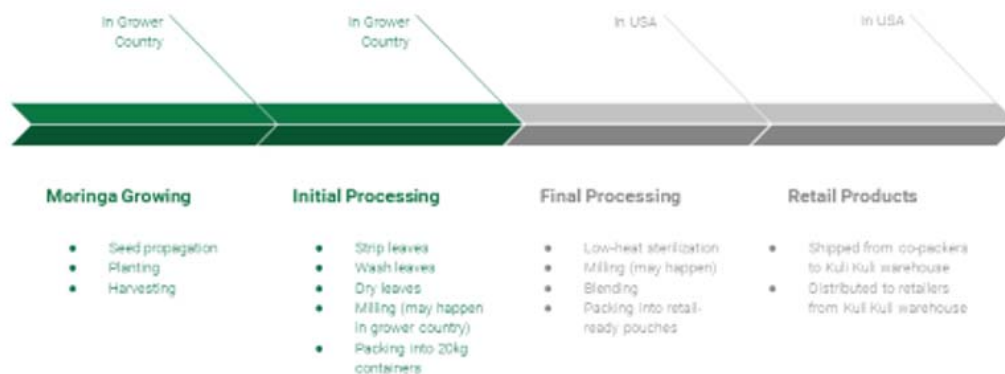 In Grower
Country
In Grower
Country
In USA
In USA
Moringa Growing
• Seed propagation
• Planting
• Harvesting
Initial Processing
• Strip leaves
• Wash leaves
• Dry leaves
• Milling (may happen
in grower country)
• Packing into 20kg
containers
Final Processing
• Low-heat sterilization
• Milling (may happen)
• Blending
• Packing into retail-
ready pouches
Retail Products
• Shipped from co-packers
to Kuli Kuli warehouse
• Distributed to retailers
from Kuli Kuli warehouse